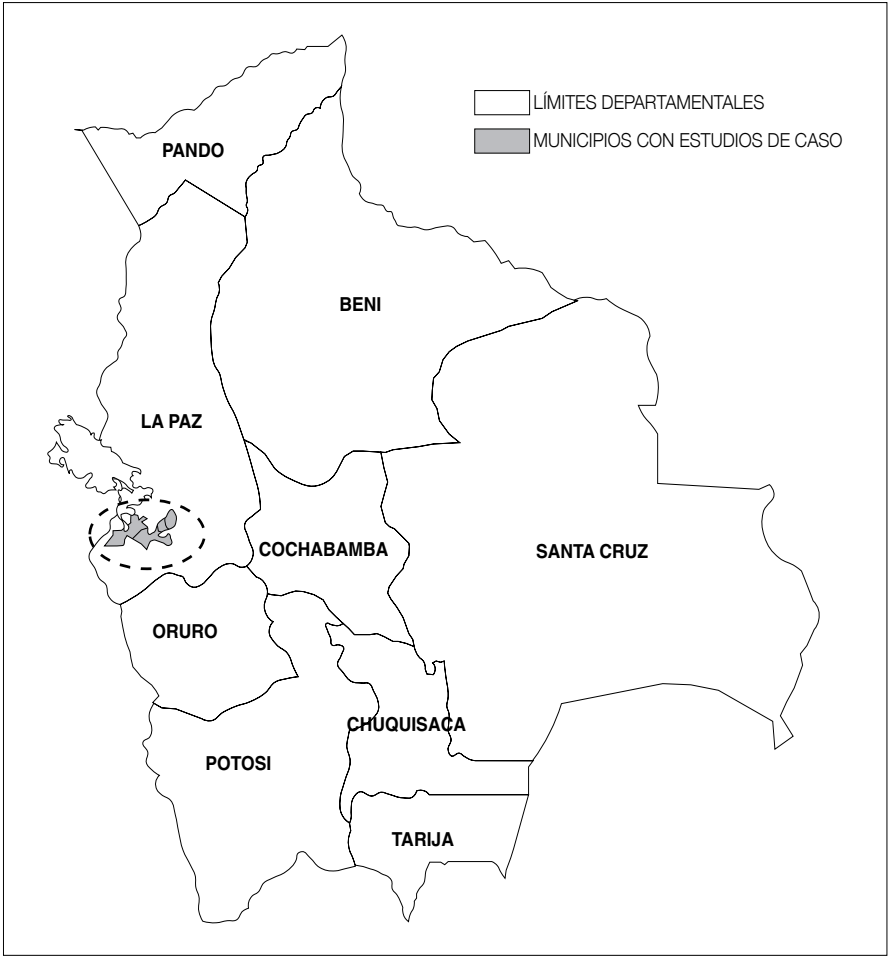 LÍMITES DEPARTAMENTALES
MUNICIPIOS CON ESTUDIOS DE CASO
PANDO
BENI
LA PAZ
COCHABAMBA
SANTA CRUZ
ORURO
CHUQUISACA
POTOSI
TARIJA